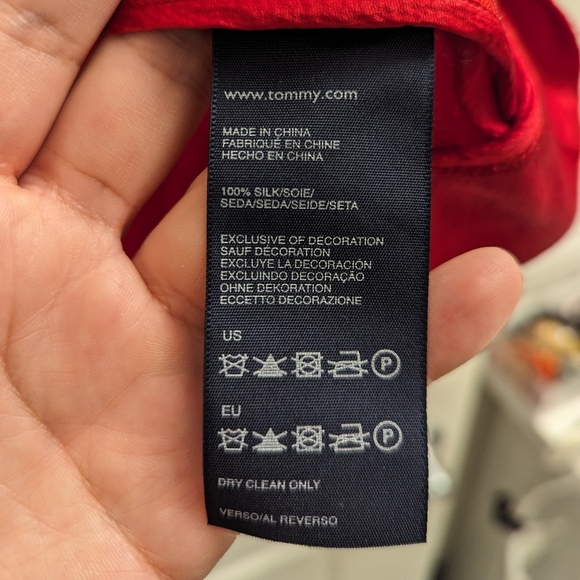 www.tommy.com
MADE IN CHINA
FABRIQUÉ EN CHINE
HECHO EN CHINA
100% SILK/SOIE/
SEDA/SEDA/SEIDE/SETA
EXCLUSIVE OF DECORATION
SAUF DÉCORATION
EXCLUYE LA DECORACIÓN
EXCLUINDO DECORAÇÃO
OHNE DEKORATION
ECCETTO DECORAZIONE
US
P
EU
P
DRY CLEAN ONLY
VERSO/AL REVERSO